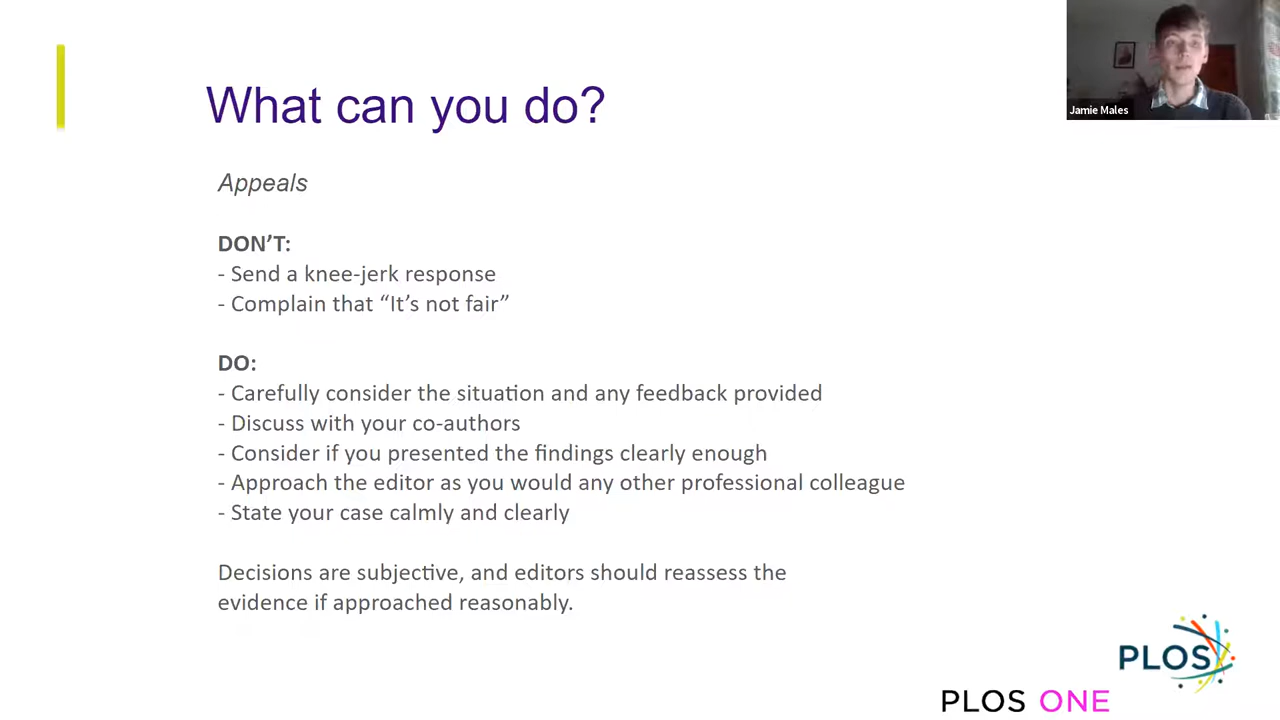 What can you do?
Jamie Males
Appeals
DON’T:
- Send a knee-jerk response
- Complain that “It’s not fair”
DO:
- Carefully consider the situation and any feedback provided
- Discuss with your co-authors
- Consider if you presented the findings clearly enough
- Approach the editor as you would any other professional colleague
- State your case calmly and clearly
Decisions are subjective, and editors should reassess the
evidence if approached reasonably.
PLOS
PLOS ONE